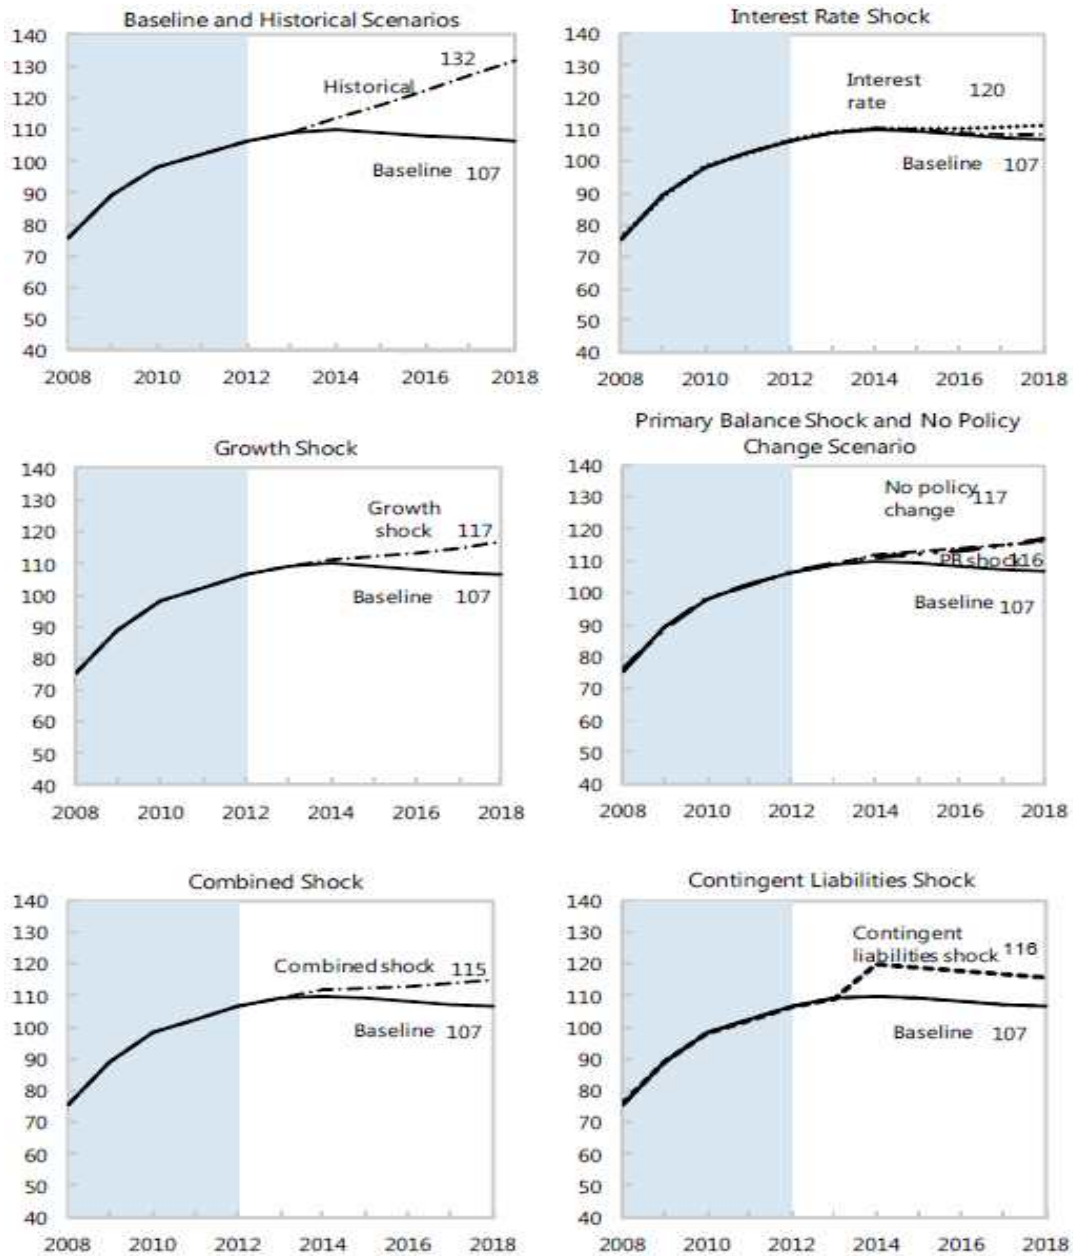 Baseline and Historical Scenarios
140
130
120
110
100
90
80
70
60
50
40
132
Historical
Baseline 107
2008 2010 2012 2014 2016 2018
Interest Rate Shock
140
130
120
110
100
90
80
70
60
50
40
Interest
rate 120
Baseline 107
2008 2010 2012 2014 2016 2018
Growth Shock
140
130
120
110
100
90
80
70
60
50
40
Growth
shock 117
Baseline 107
2008 2010 2012 2014 2016 2018
Primary Balance Shock and No Policy
Change Scenario
140
130
120
110
100
90
80
70
60
50
40
No policy
change 117
PB shock 116
Baseline 107
2008 2010 2012 2014 2016 2018
Combined Shock
140
130
120
110
100
90
80
70
60
50
40
Combined shock 115
Baseline 107
2008 2010 2012 2014 2016 2018
Contingent Liabilities Shock
140
130
120
110
100
90
80
70
60
50
40
Contingent
liabilities shock 116
Baseline 107
2008 2010 2012 2014 2016 2018